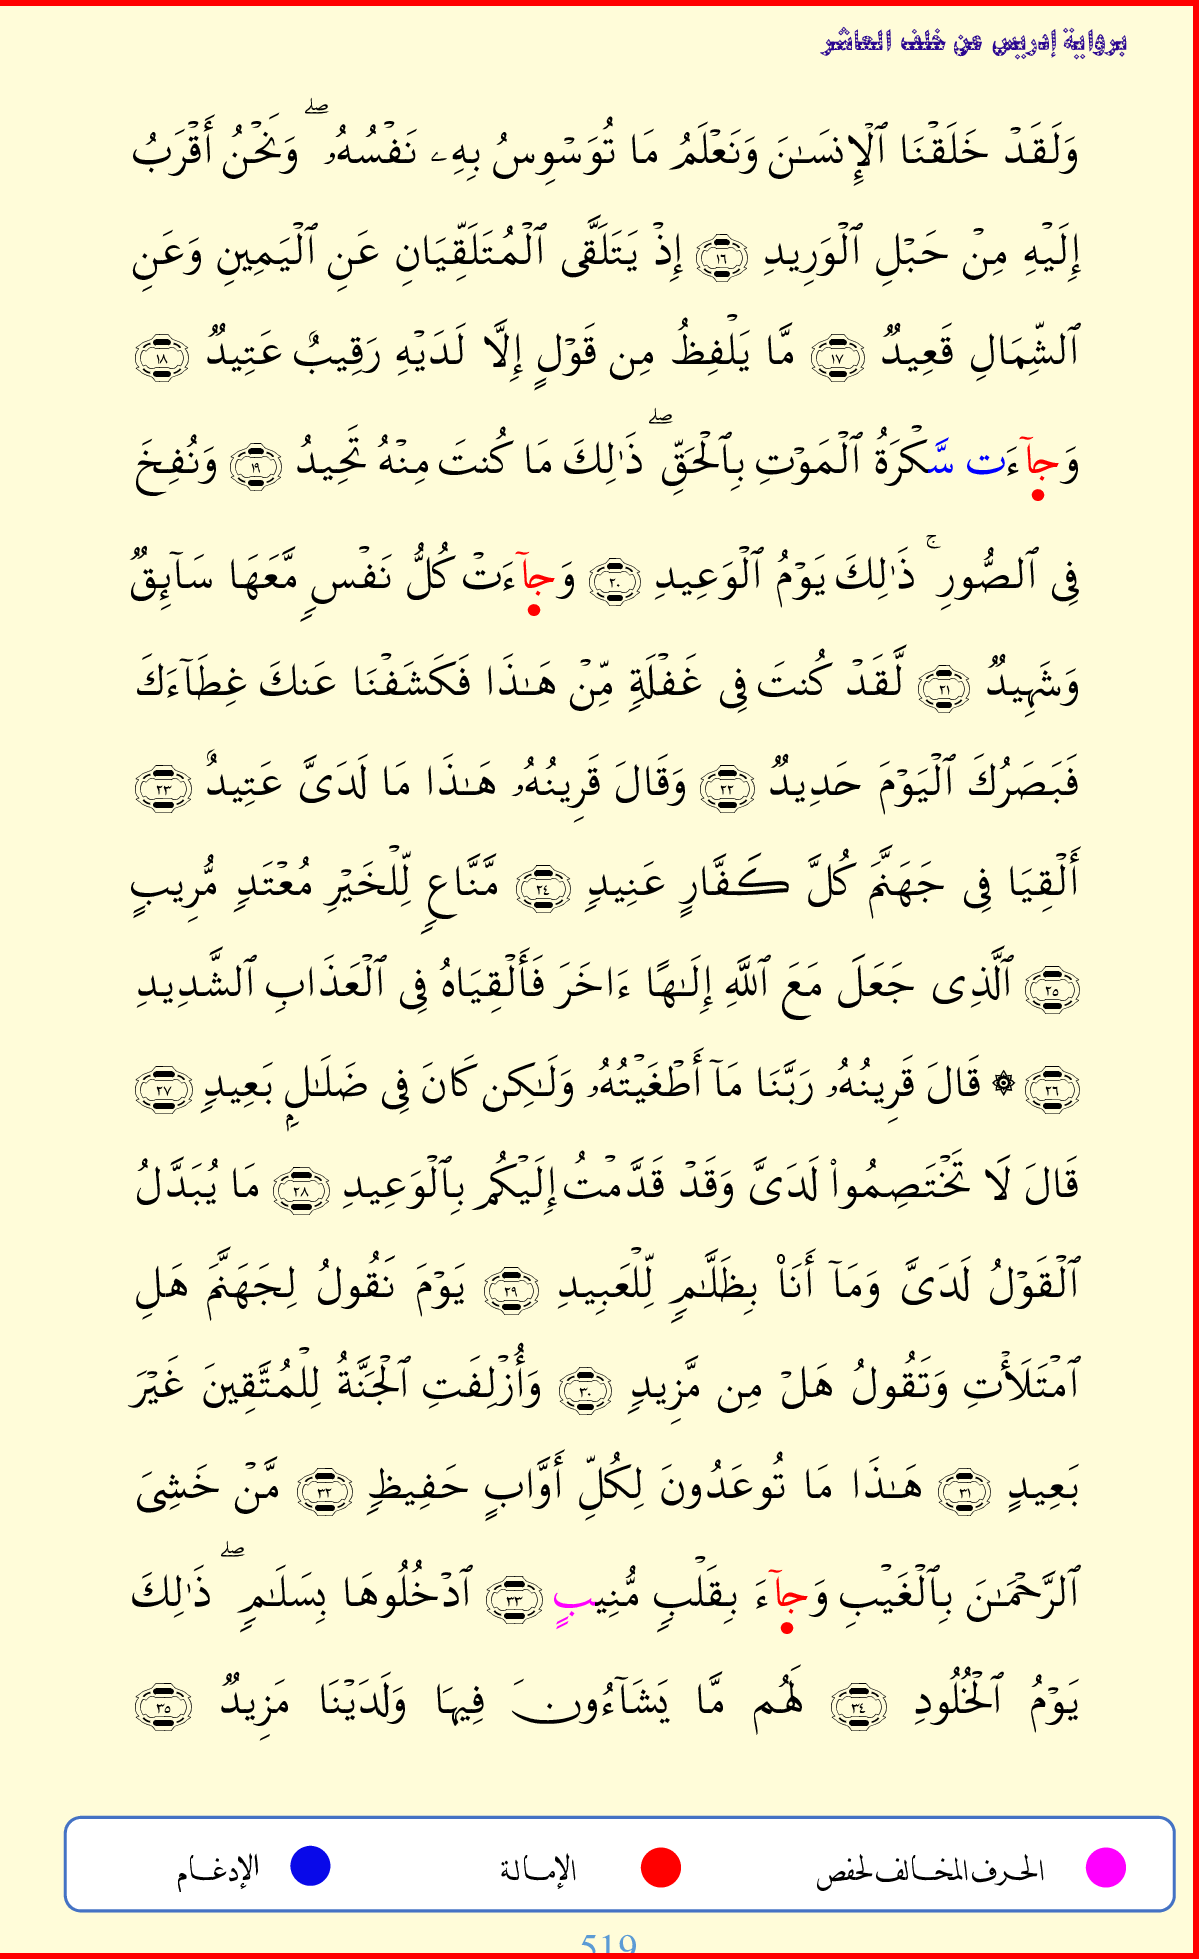 برواية إدريس عن خلف العاشر
وَلَقَدۡ خَلَقۡنَا ٱلۡإِنسَٰنَ وَنَعۡلَمُ مَا تُوَسۡوِسُ بِهِۦ نَفۡسُهُۥۖ وَنَحۡنُ أَقۡرَبُ
إِلَيۡهِ مِنۡ حَبۡلِ ٱلۡوَرِيدِ ١٦ إِذۡ يَتَلَقَّى ٱلۡمُتَلَقِّيَانِ عَنِ ٱلۡيَمِينِ وَعَنِ
ٱلشِّمَالِ قَعِيدٞ ١٧ مَّا يَلۡفِظُ مِن قَوۡلٍ إِلَّا لَدَيۡهِ رَقِيبٌ عَتِيدٞ ١٨
وَجَآءَت سَّكۡرَةُ ٱلۡمَوۡتِ بِٱلۡحَقِّۖ ذَٰلِكَ مَا كُنتَ مِنۡهُ تَحِيدُ ١٩ وَنُفِخَ
فِي ٱلصُّورِۚ ذَٰلِكَ يَوۡمُ ٱلۡوَعِيدِ ٢٠ وَجَآءَتۡ كُلُّ نَفۡسٖ مَّعَهَا سَآئِقٞ
وَشَهِيدٞ ٢١ لَّقَدۡ كُنتَ فِي غَفۡلَةٖ مِّنۡ هَٰذَا فَكَشَفۡنَا عَنكَ غِطَآءَكَ
فَبَصَرُكَ ٱلۡيَوۡمَ حَدِيدٞ ٢٢ وَقَالَ قَرِينُهُۥ هَٰذَا مَا لَدَيَّ عَتِيدٌ ٢٣
أَلۡقِيَا فِي جَهَنَّمَ كُلَّ كَفَّارٍ عَنِيدٖ ٢٤ مَّنَّاعٖ لِّلۡخَيۡرِ مُعۡتَدٖ مُّرِيبٍ
٢٥ ٱلَّذِي جَعَلَ مَعَ ٱللَّهِ إِلَٰهًا ءَاخَرَ فَأَلۡقِيَاهُ فِي ٱلۡعَذَابِ ٱلشَّدِيدِ
٢٦ ۞ قَالَ قَرِينُهُۥ رَبَّنَا مَآ أَطۡغَيۡتُهُۥ وَلَٰكِن كَانَ فِي ضَلَٰلِۭ بَعِيدٖ ٢٧
قَالَ لَا تَخۡتَصِمُواْ لَدَيَّ وَقَدۡ قَدَّمۡتُ إِلَيۡكُم بِٱلۡوَعِيدِ ٢٨ مَا يُبَدَّلُ
ٱلۡقَوۡلُ لَدَيَّ وَمَآ أَنَا۠ بِظَلَّٰمٖ لِّلۡعَبِيدِ ٢٩ يَوۡمَ نَقُولُ لِجَهَنَّمَ هَلِ
ٱمۡتَلَأۡتِ وَتَقُولُ هَلۡ مِن مَّزِيدٖ ٣٠ وَأُزۡلِفَتِ ٱلۡجَنَّةُ لِلۡمُتَّقِينَ غَيۡرَ
بَعِيدٍ ٣١ هَٰذَا مَا تُوعَدُونَ لِكُلِّ أَوَّابٍ حَفِيظٖ ٣٢ مَّنۡ خَشِيَ
ٱلرَّحۡمَٰنَ بِٱلۡغَيۡبِ وَجَآءَ بِقَلۡبٖ مُّنِيبٍ ٣٣ ٱدۡخُلُوهَا بِسَلَٰمٖۖ ذَٰلِكَ
يَوۡمُ ٱلۡخُلُودِ ٣٤ لَهُم مَّا يَشَآءُونَ فِيهَا وَلَدَيۡنَا مَزِيدٞ ٣٥
الحرف المخالف لحفص الإمالة الإدغام
519